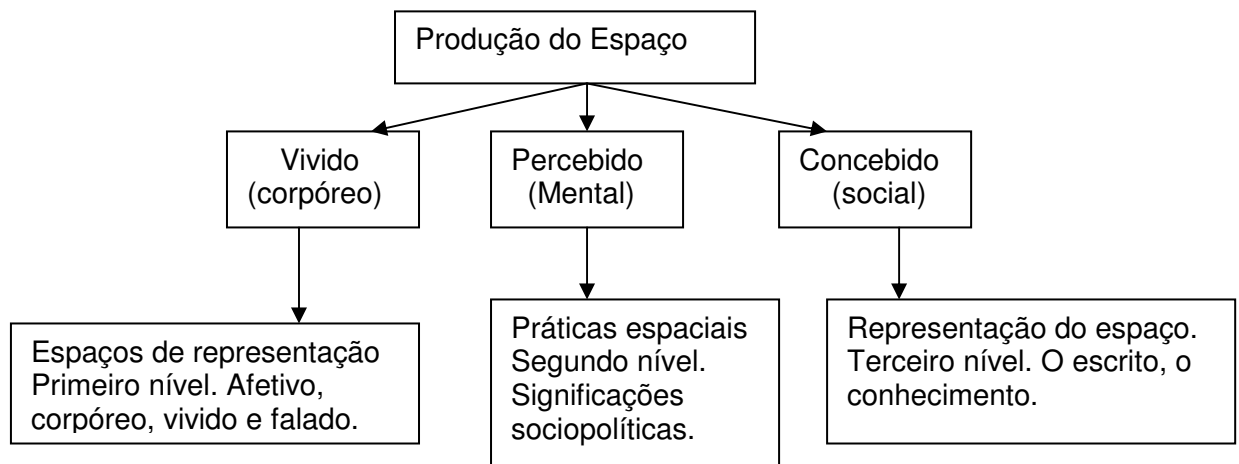 Produção do Espaço
Vivido
(corpóreo)
Percebido
(Mental)
Concebido
(social)
Espaços de representação
Primeiro nível. Afetivo,
corpóreo, vivido e falado.
Práticas espaciais
Segundo nível.
Significações
sociopolíticas.
Representação do espaço.
Terceiro nível. O escrito, o
conhecimento.